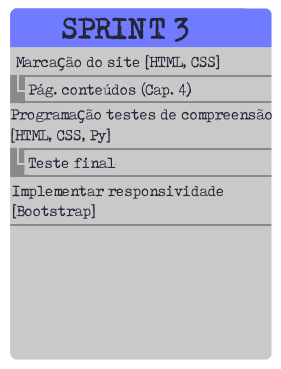 SPRINT 3
Marcação do site [HTML, CSS]
Pág. conteúdos (Cap. 4)
Programação testes de compreensão
[HTML, CSS, Py]
Teste final
Implementar responsividade
[Bootstrap]